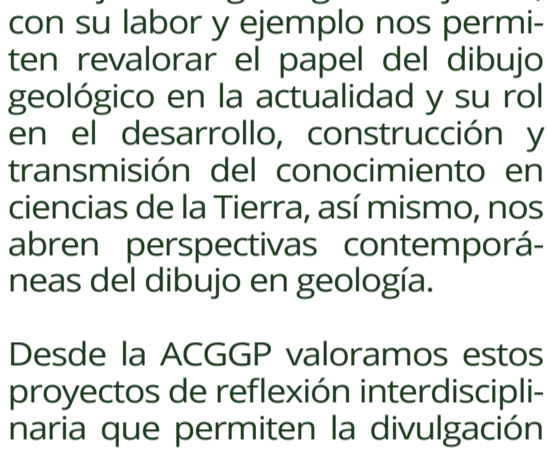 con su labor y ejemplo nos permi-
ten revalorar el papel del dibujo
geológico en la actualidad y su rol
en el desarrollo, construcción y
transmisión del conocimiento en
ciencias de la Tierra, así mismo, nos
abren perspectivas contemporá-
neas del dibujo en geología.
Desde la ACGGP valoramos estos
proyectos de reflexión interdiscipli-
naria que permiten la divulgación